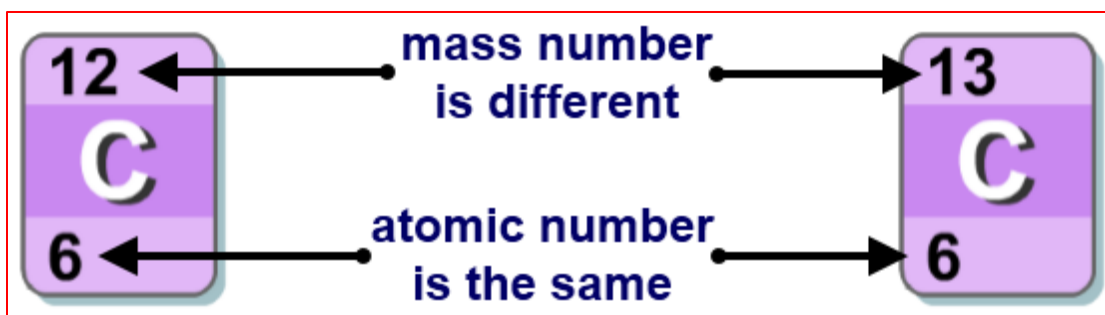 12
C
6
mass number
is different
atomic number
is the same
13
C
6